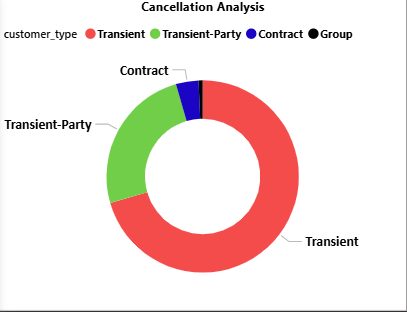 Cancellation Analysis
customer_type Transient Transient-Party Contract Group
Contract
Transient-Party
Transient